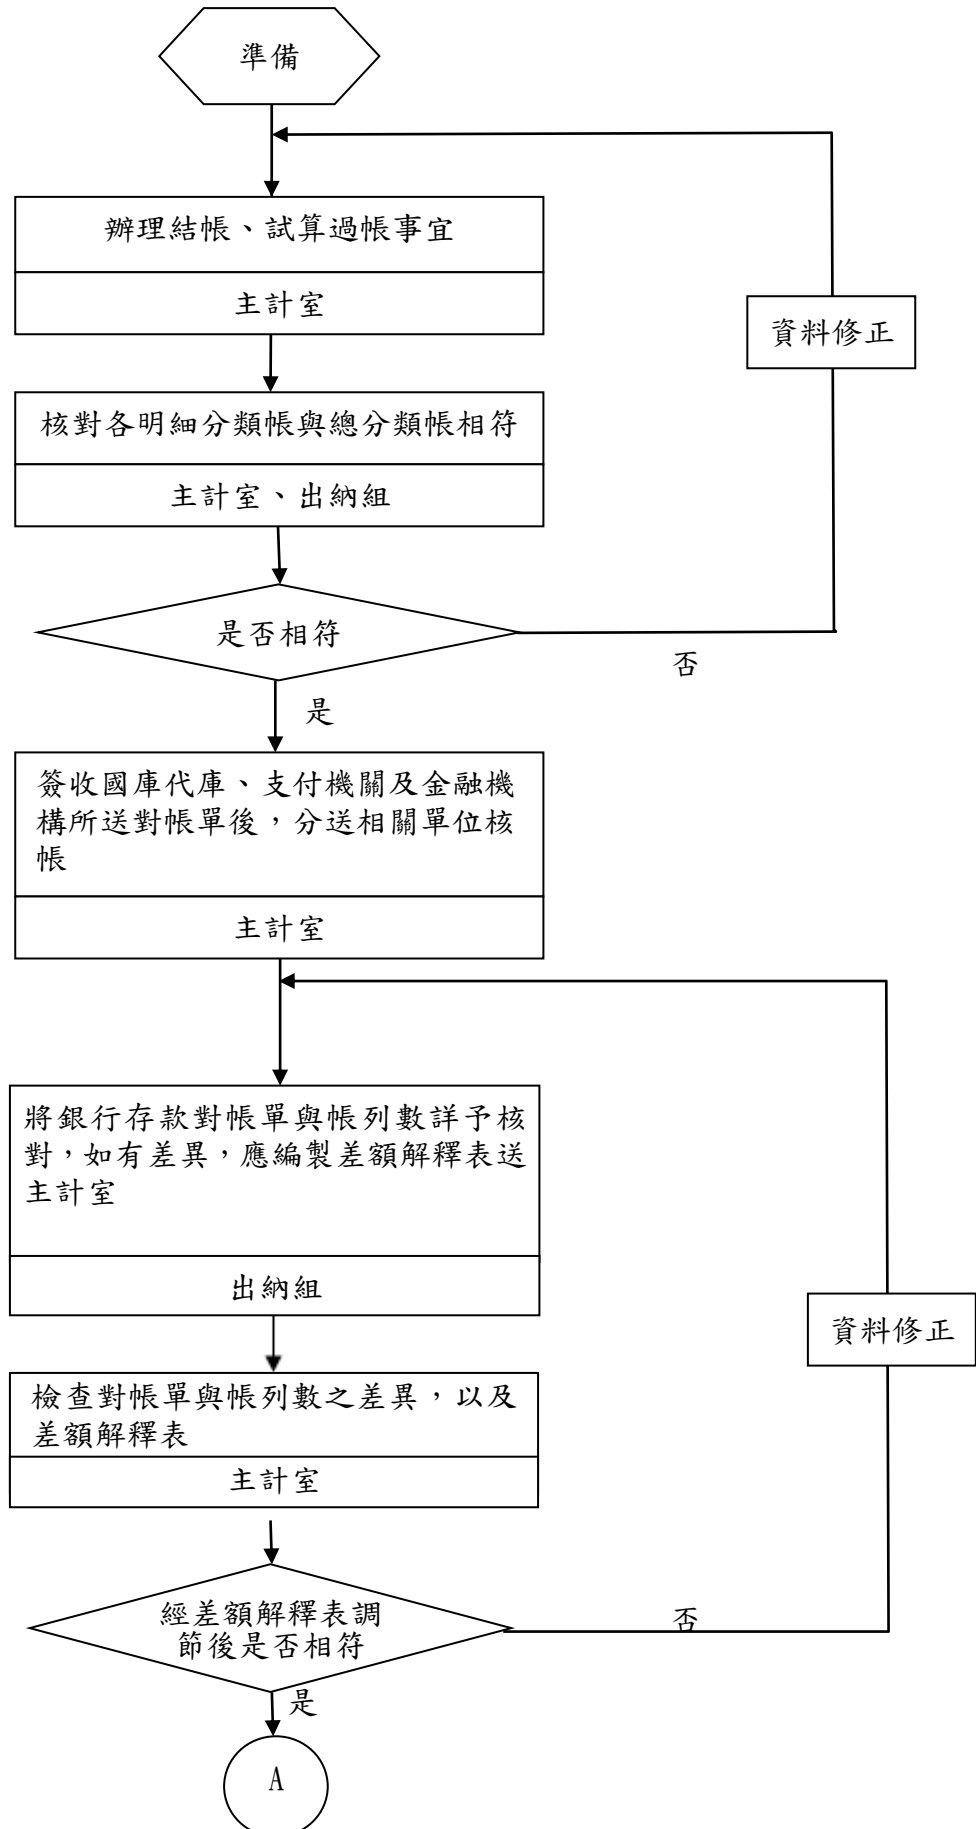 準備
辦理結帳、試算過帳事宜
主計室
資料修正
核對各明細分類帳與總分類帳相符
主計室、出納組
是否相符
否
是
簽收國庫代庫、支付機關及金融機
構所送對帳單後，分送相關單位核
帳
主計室
將銀行存款對帳單與帳列數詳予核
對，如有差異，應編製差額解釋表送
主計室
出納組
資料修正
檢查對帳單與帳列數之差異，以及
差額解釋表
主計室
經差額解釋表調
節後是否相符
否
是
A